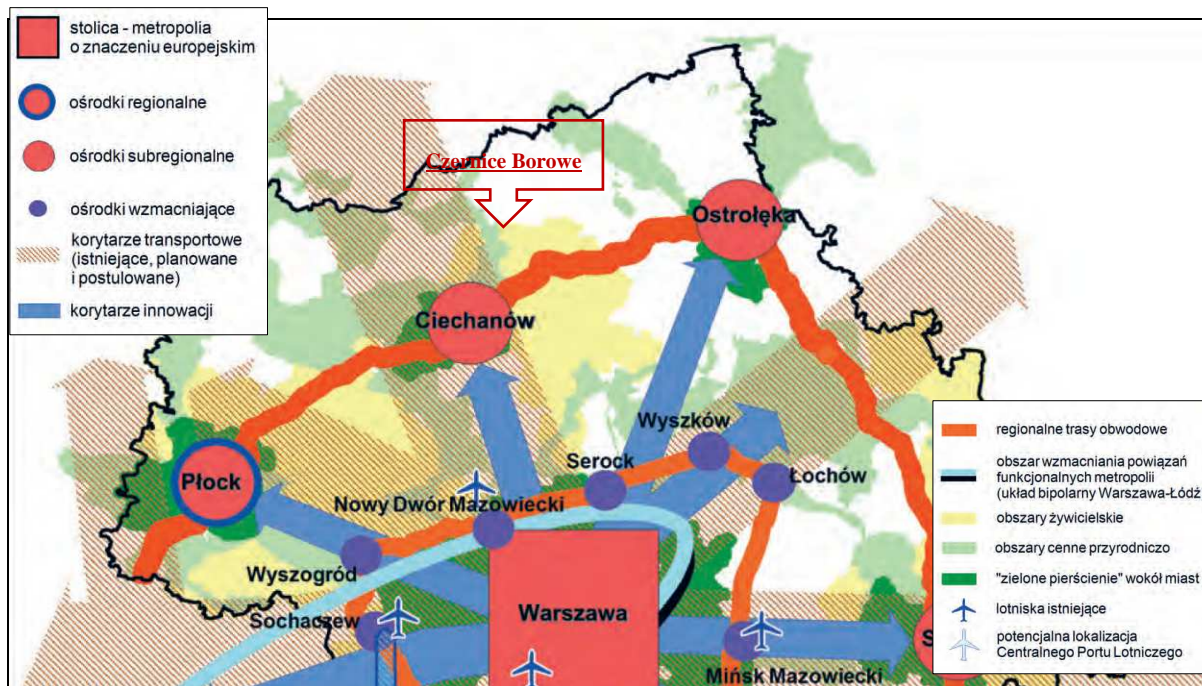 stolica - metropolia
o znaczeniu europejskim
ośrodki regionalne
ośrodki subregionalne
ośrodki wzmacniające
korytarze transportowe
(istniejące, planowane
i postulowane)
korytarze innowacji
Czernice Borowe
Ostrołęka
Ciechanów
Wyszków
Serock
Łochów
Płock
Nowy Dwór Mazowiecki
Wyszogród
Warszawa
Sochaczew
Mińsk Mazowiecki
S
regionalne trasy obwodowe
obszar wzmacniania powiązań
funkcjonalnych metropolii
(układ bipolarny Warszawa-Łódź
obszary żywicielskie
obszary cenne przyrodniczo
"zielone pierścienie" wokół miast
lotniska istniejące
potencjalna lokalizacja
Centralnego Portu Lotniczego